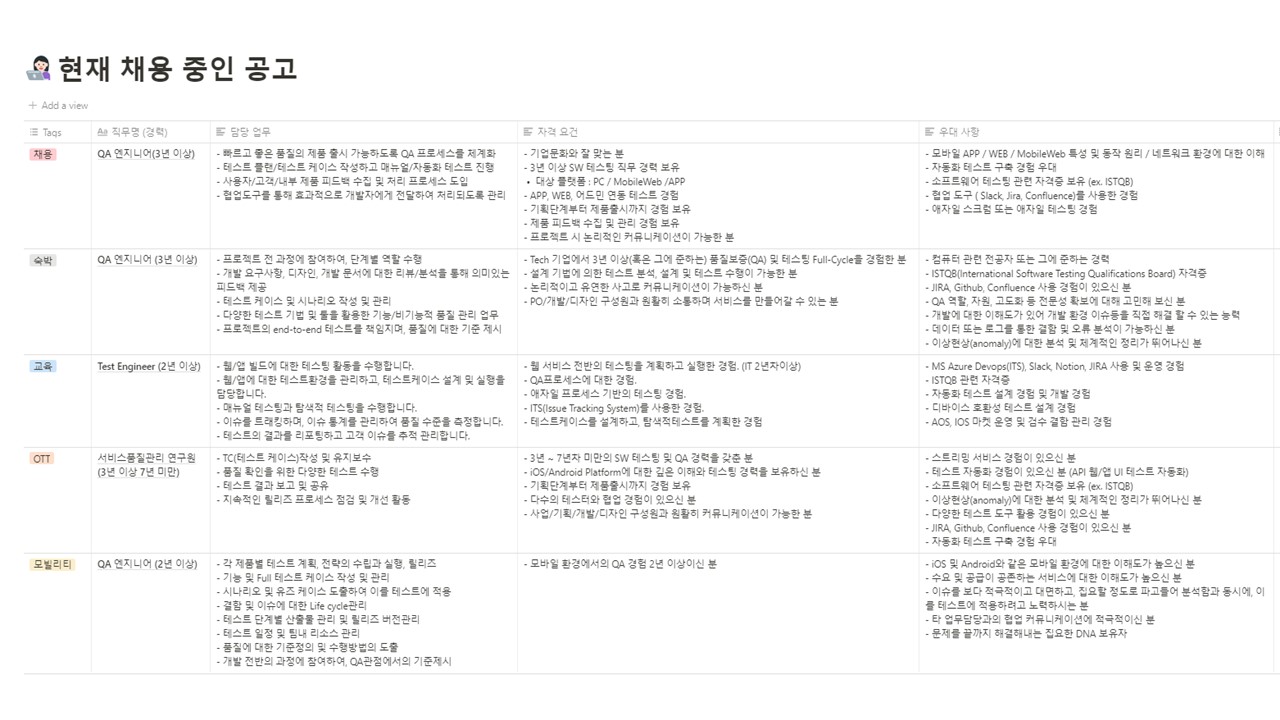 현재 채용 중인 공고
+ Add a view
Tags
직무명 (경력)
담당 업무
자격 요건
우대 사항
채용
QA 엔지니어(3년 이상)
- 빠르고 좋은 품질의 제품 출시 가능하도록 QA 프로세스를 체계화
- 테스트 플랜/테스트 케이스 작성하고 매뉴얼/자동화 테스트 진행
- 사용자/고객/내부 제품 피드백 수집 및 처리 프로세스 도입
- 협업도구를 통해 효과적으로 개발자에게 전달하여 처리되도록 관리
- 기업문화와 잘 맞는 분
- 3년 이상 SW 테스팅 직무 경력 보유
• 대상 플랫폼 : PC / MobileWeb /APP
- APP, WEB, 어드민 연동 테스트 경험
- 기획단계부터 제품출시까지 경험 보유
- 제품 피드백 수집 및 관리 경험 보유
- 프로젝트 시 논리적인 커뮤니케이션이 가능한 분
- 모바일 APP / WEB / MobileWeb 특성 및 동작 원리 / 네트워크 환경에 대한 이해
- 자동화 테스트 구축 경험 우대
- 소프트웨어 테스팅 관련 자격증 보유 (ex. ISTQB)
- 협업 도구 ( Slack, Jira, Confluence)를 사용한 경험
- 애자일 스크럼 또는 애자일 테스팅 경험
숙박
QA 엔지니어 (3년 이상)
- 프로젝트 전 과정에 참여하여, 단계별 역할 수행
- 개발 요구사항, 디자인, 개발 문서에 대한 리뷰/분석을 통해 의미있는
피드백 제공
- 테스트 케이스 및 시나리오 작성 및 관리
- 다양한 테스트 기법 및 툴을 활용한 기능/비기능적 품질 관리 업무
- 프로젝트의 end-to-end 테스트를 책임지며, 품질에 대한 기준 제시
- Tech 기업에서 3년 이상(혹은 그에 준하는) 품질보증(QA) 및 테스팅 Full-Cycle을 경험한 분
- 설계 기법에 의한 테스트 분석, 설계 및 테스트 수행이 가능한 분
- 논리적이고 유연한 사고로 커뮤니케이션이 가능하신 분
- PO/개발/디자인 구성원과 원활히 소통하며 서비스를 만들어갈 수 있는 분
- 컴퓨터 관련 전공자 또는 그에 준하는 경력
- ISTQB(International Software Testing Qualifications Board) 자격증
- JIRA, Github, Confluence 사용 경험이 있으신 분
- QA 역할, 자원, 고도화 등 전문성 확보에 대해 고민해 보신 분
- 개발에 대한 이해도가 있어 개발 환경 이슈등을 직접 해결 할 수 있는 능력
- 데이터 또는 로그를 통한 결함 및 오류 분석이 가능하신 분
- 이상현상(anomaly)에 대한 분석 및 체계적인 정리가 뛰어나신 분
교육
Test Engineer (2년 이상)
- 웹/앱 빌드에 대한 테스팅 활동을 수행합니다.
- 웹/앱에 대한 테스트환경을 관리하고, 테스트케이스 설계 및 실행을
담당합니다.
- 매뉴얼 테스팅과 탐색적 테스팅을 수행합니다.
- 이슈를 트래킹하며, 이슈 통계를 관리하여 품질 수준을 측정합니다.
- 테스트의 결과를 리포팅하고 고객 이슈를 추적 관리합니다.
- 웹 서비스 전반의 테스팅을 계획하고 실행한 경험. (IT 2년차이상)
- QA프로세스에 대한 경험.
- 애자일 프로세스 기반의 테스팅 경험.
- ITS(Issue Tracking System)를 사용한 경험.
- 테스트케이스를 설계하고, 탐색적테스트를 계획한 경험
- MS Azure Devops(ITS), Slack, Notion, JIRA 사용 및 운영 경험
- ISTQB 관련 자격증
- 자동화 테스트 설계 경험 및 개발 경험
- 디바이스 호환성 테스트 설계 경험
- AOS, IOS 마켓 운영 및 검수 결함 관리 경험
OTT
서비스품질관리 연구원
(3년 이상 7년 미만)
- TC(테스트 케이스)작성 및 유지보수
- 품질 확인을 위한 다양한 테스트 수행
- 테스트 결과 보고 및 공유
- 지속적인 릴리즈 프로세스 점검 및 개선 활동
- 3년 ~ 7년차 미만의 SW 테스팅 및 QA 경력을 갖춘 분
- iOS/Android Platform에 대한 깊은 이해와 테스팅 경력을 보유하신 분
- 기획단계부터 제품출시까지 경험 보유
- 다수의 테스터와 협업 경험이 있으신 분
- 사업/기획/개발/디자인 구성원과 원활히 커뮤니케이션이 가능한 분
- 스트리밍 서비스 경험이 있으신 분
- 테스트 자동화 경험이 있으신 분 (API 웹/앱 UI 테스트 자동화)
- 소프트웨어 테스팅 관련 자격증 보유 (ex. ISTQB)
- 이상현상(anomaly)에 대한 분석 및 체계적인 정리가 뛰어나신 분
- 다양한 테스트 도구 활용 경험이 있으신 분
- JIRA, Github, Confluence 사용 경험이 있으신 분
- 자동화 테스트 구축 경험 우대
모빌리티
QA 엔지니어 (2년 이상)
- 각 제품별 테스트 계획, 전략의 수립과 실행, 릴리즈
- 기능 및 Full 테스트 케이스 작성 및 관리
- 시나리오 및 유즈 케이스 도출하여 이를 테스트에 적용
- 결함 및 이슈에 대한 Life cycle관리
- 테스트 단계별 산출물 관리 및 릴리즈 버전관리
- 테스트 일정 및 팀내 리소스 관리
- 품질에 대한 기준정의 및 수행방법의 도출
- 개발 전반의 과정에 참여하여, QA관점에서의 기준제시
- 모바일 환경에서의 QA 경험 2년 이상이신 분
- iOS 및 Android와 같은 모바일 환경에 대한 이해도가 높으신 분
- 수요 및 공급이 공존하는 서비스에 대한 이해도가 높으신 분
- 이슈를 보다 적극적이고 대면하고, 집요할 정도로 파고들어 분석함과 동시에, 이
를 테스트에 적용하려고 노력하시는 분
- 타 업무담당과의 협업 커뮤니케이션에 적극적이신 분
- 문제를 끝까지 해결해내는 집요한 DNA 보유자